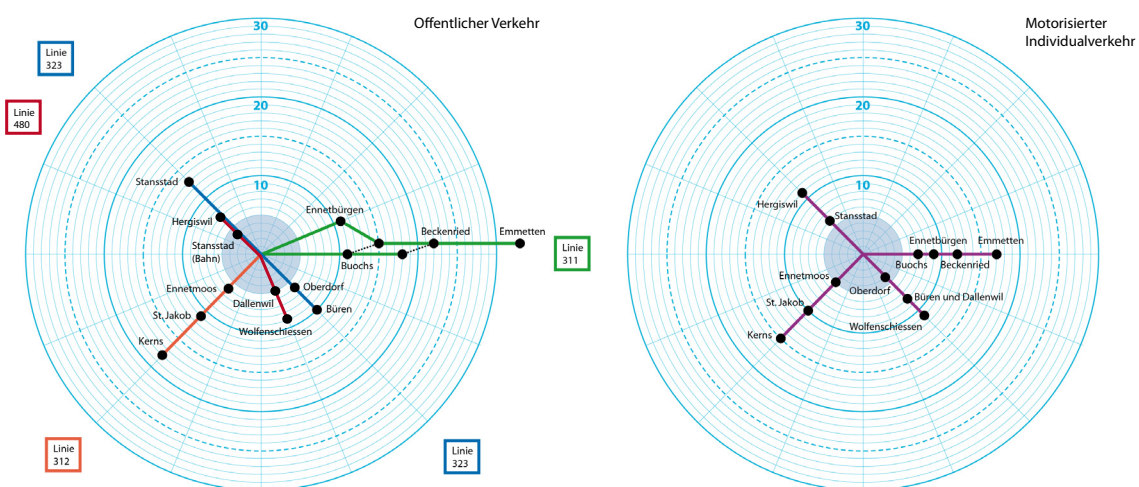 Offentlicher Verkehr
30
20
10
Linie
323
Linie
480
Stansstad
Hergiswil
Stansstad
(Bahn)
Ennetbürgen
Beckenried
Emmetten
Buochs
Linie
311
Ennetmoos
St. Jakob
Kerns
Dallenwil
Oberdorf
Büren
Wolfenschiessen
Linie
312
Linie
323
Motorisierter
Individualverkehr
30
20
10
Hergiswil
Stansstad
Ennetbürgen
Emmetten
Buochs
Beckenried
Ennetmoos
Oberdorf
St. Jakob
Büren und Dallenwil
Kerns
Wolfenschiessen